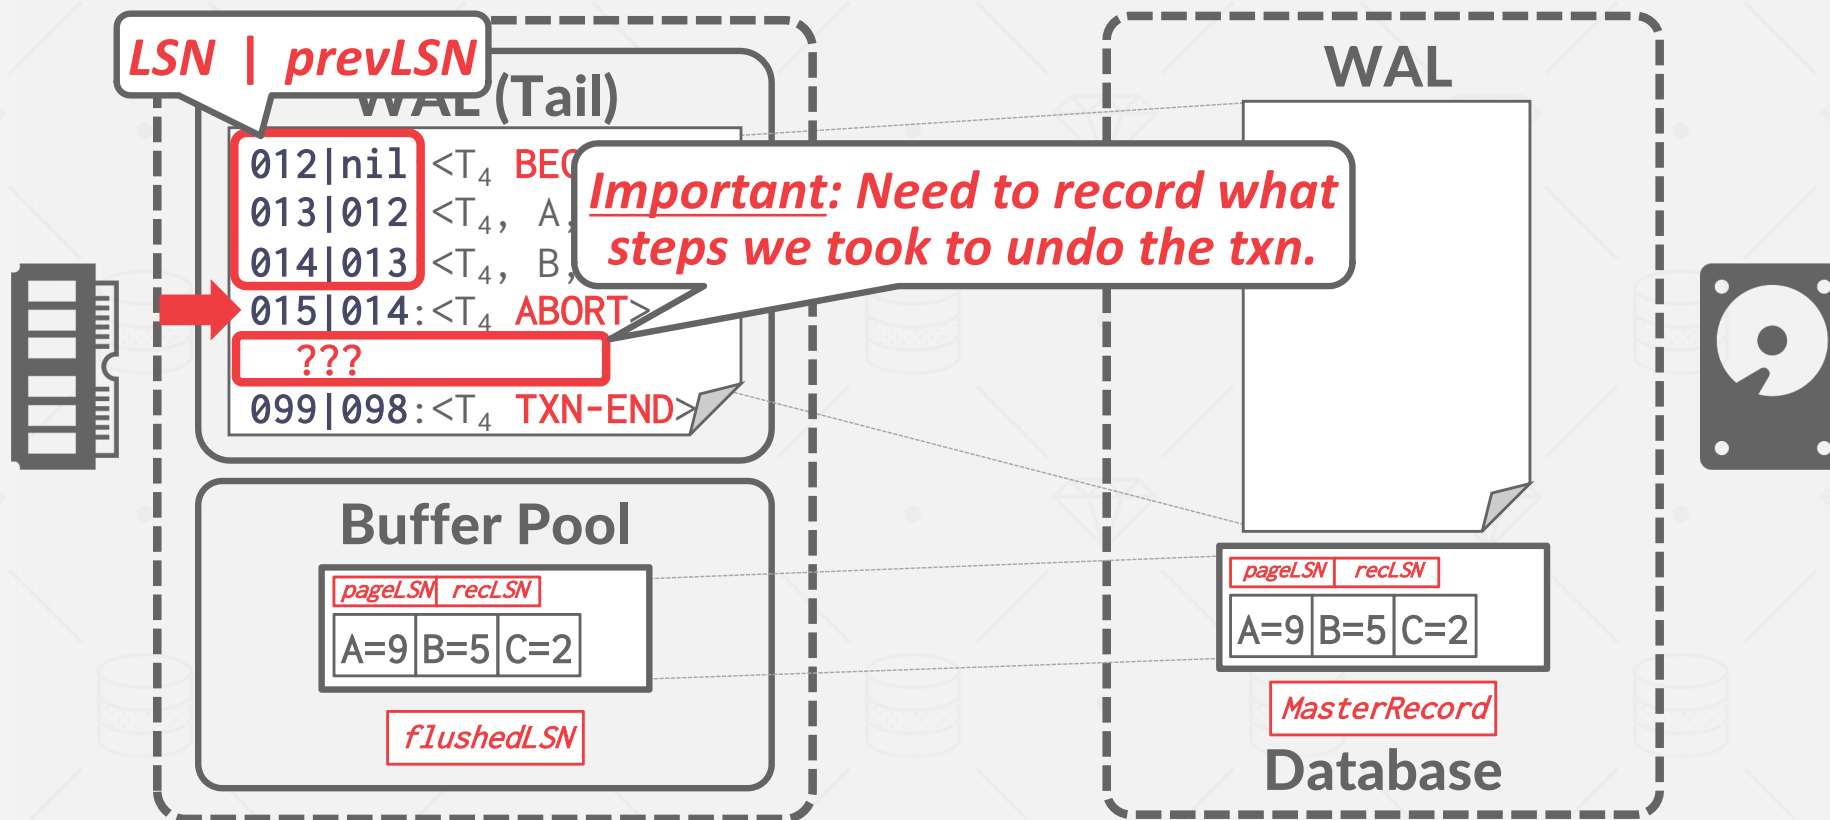 LSN | prevLSN
WAL (Tail)
012|nil <T4 BEG
013|012 <T4, A,
014|013 <T4, B,
015|014:<T4 ABORT>
???
099|098:<T4 TXN-END>
Important: Need to record what
steps we took to undo the txn.
Buffer Pool
pageLSN recLSN
A=9 B=5 C=2
flushedLSN
WAL
pageLSN recLSN
A=9 B=5 C=2
MasterRecord
Database